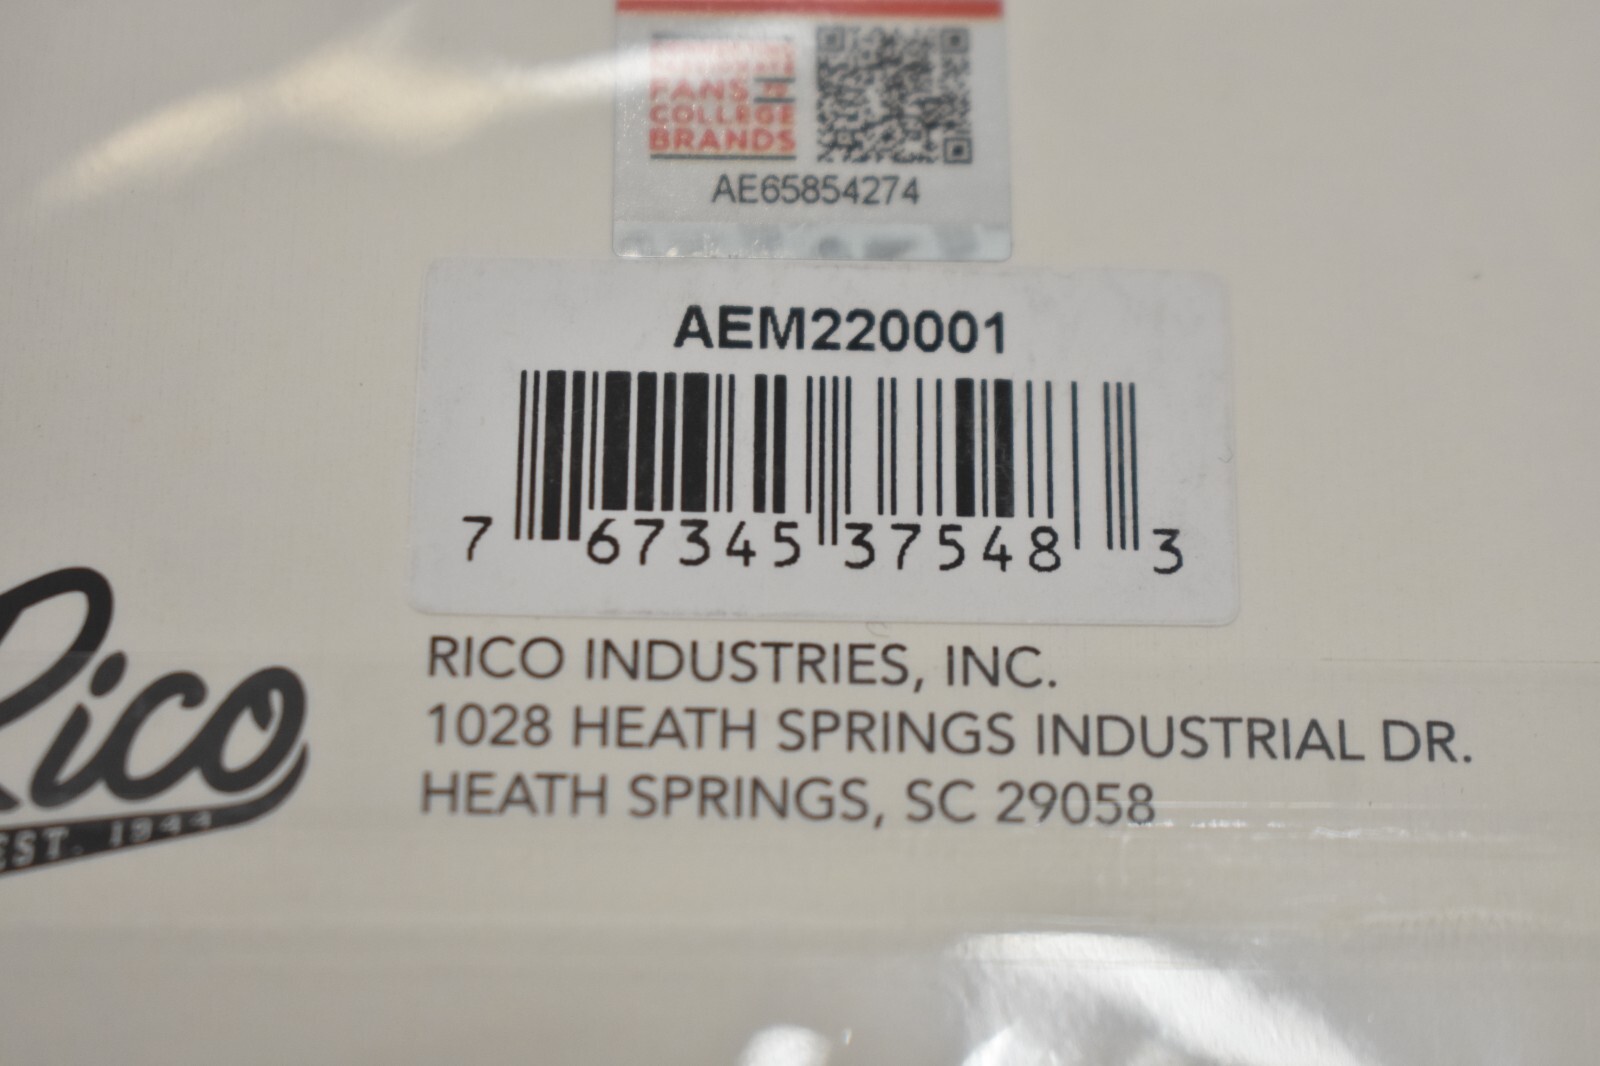 FANS TO
COLLEGE
BRANDS
AE65854274
AEM220001
7 67345 37548 3
Rico
EST. 1944
RICO INDUSTRIES, INC.
1028 HEATH SPRINGS INDUSTRIAL DR.
HEATH SPRINGS, SC 29058